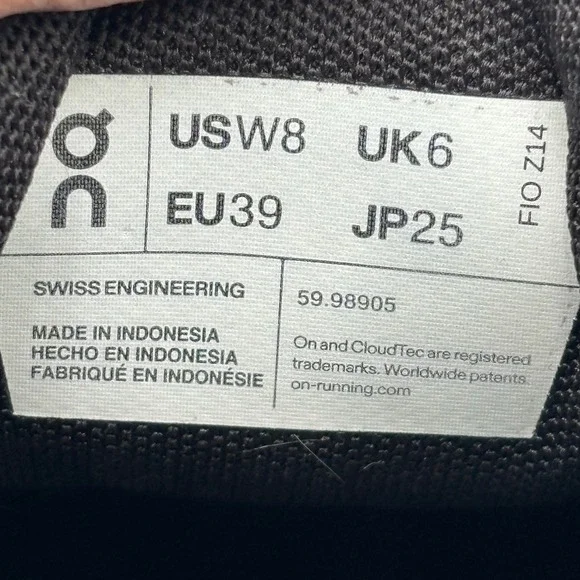 USW8 UK6
EU39 JP25
FIO Z14
SWISS ENGINEERING
MADE IN INDONESIA
HECHO EN INDONESIA
FABRIQUÉ EN INDONÉSIE
59.98905
On and CloudTec are registered
trademarks. Worldwide patents.
on-running.com